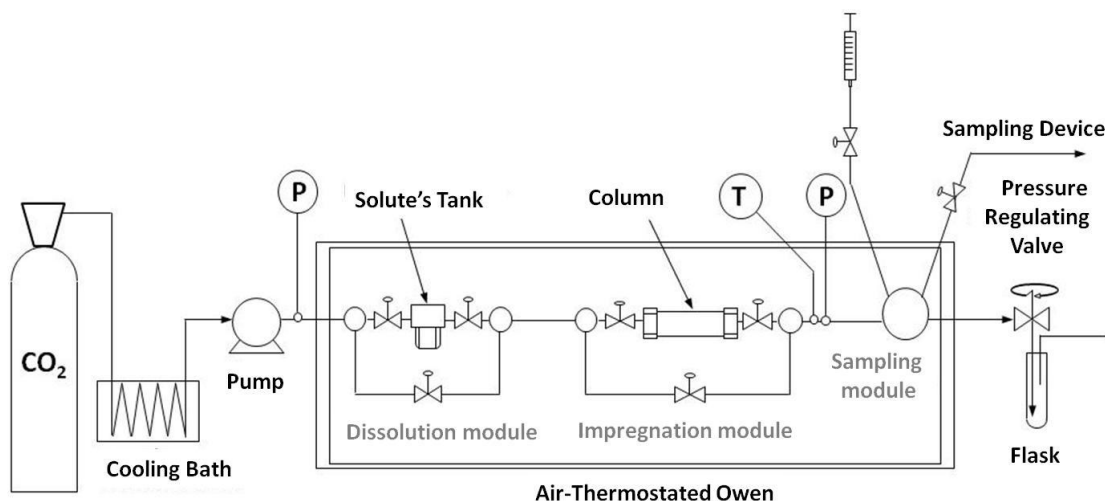 Sampling Device
P
Solute's Tank
Column
T
P
Pressure
Regulating
Valve
CO₂
Pump
Sampling
module
Dissolution module
Impregnation module
Cooling Bath
Flask
Air-Thermostated Owen